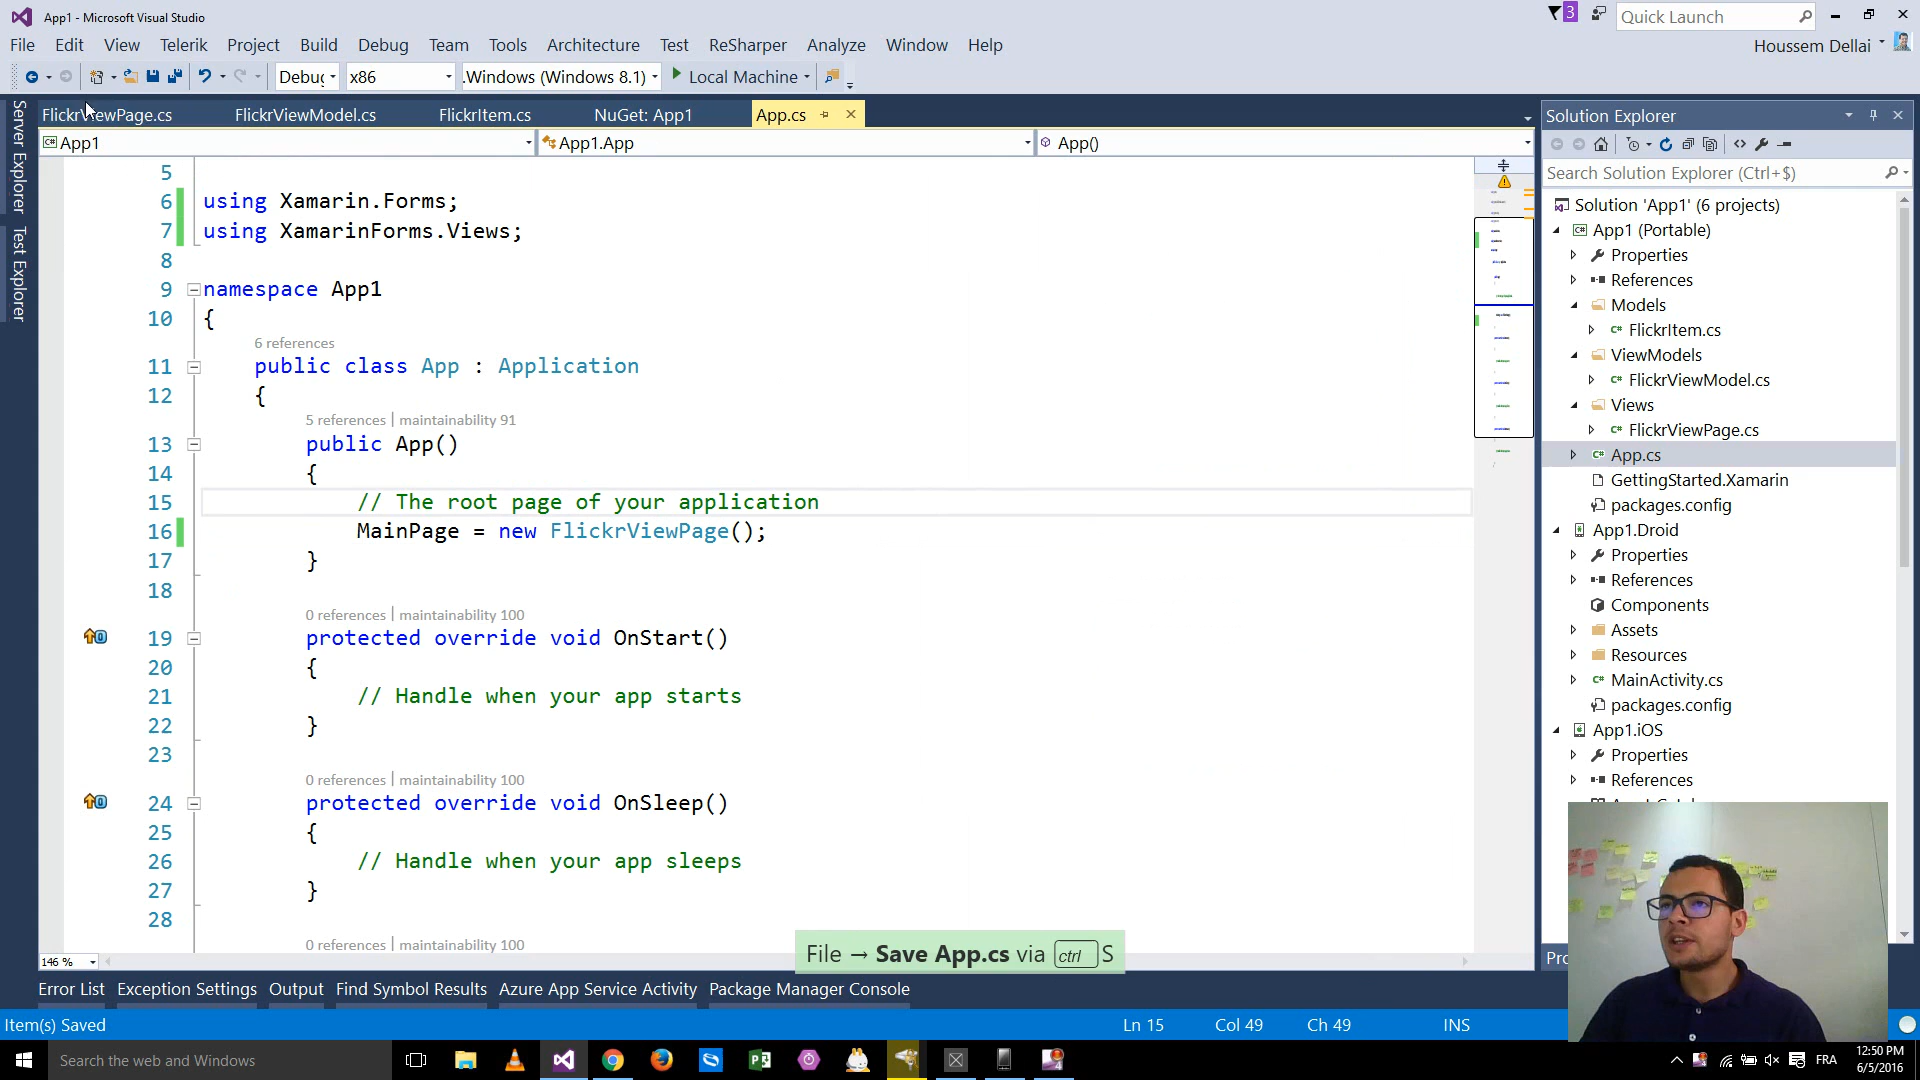 App1 - Microsoft Visual Studio
3
Quick Launch
File Edit View Telerik Project Build Debug Team Tools Architecture Test ReSharper Analyze Window Help
Houssem Dellai
Debug x86 .Windows (Windows 8.1) Local Machine
Server Explorer
Test Explorer
FlickrViewPage.cs FlickrViewModel.cs FlickrItem.cs NuGet: App1 App.cs
App1 App1.App App()
5
6 using Xamarin.Forms;
7 using XamarinForms.Views;
8
9 namespace App1
10 {
6 references
11 public class App : Application
12 {
5 references | maintainability 91
13 public App()
14 {
15 // The root page of your application
16 MainPage = new FlickrViewPage();
17 }
18
0 references | maintainability 100
19 protected override void OnStart()
20 {
21 // Handle when your app starts
22 }
23
0 references | maintainability 100
24 protected override void OnSleep()
25 {
26 // Handle when your app sleeps
27 }
28
0 references | maintainability 100
146 %
File → Save App.cs via ctrl S
Solution Explorer
Search Solution Explorer (Ctrl+$)
Solution 'App1' (6 projects)
App1 (Portable)
Properties
References
Models
FlickrItem.cs
ViewModels
FlickrViewModel.cs
Views
FlickrViewPage.cs
App.cs
GettingStarted.Xamarin
packages.config
App1.Droid
Properties
References
Components
Assets
Resources
MainActivity.cs
packages.config
App1.iOS
Properties
References
Error List Exception Settings Output Find Symbol Results Azure App Service Activity Package Manager Console
Item(s) Saved Ln 15 Col 49 Ch 49 INS
Search the web and Windows
FRA
12:50 PM
6/5/2016